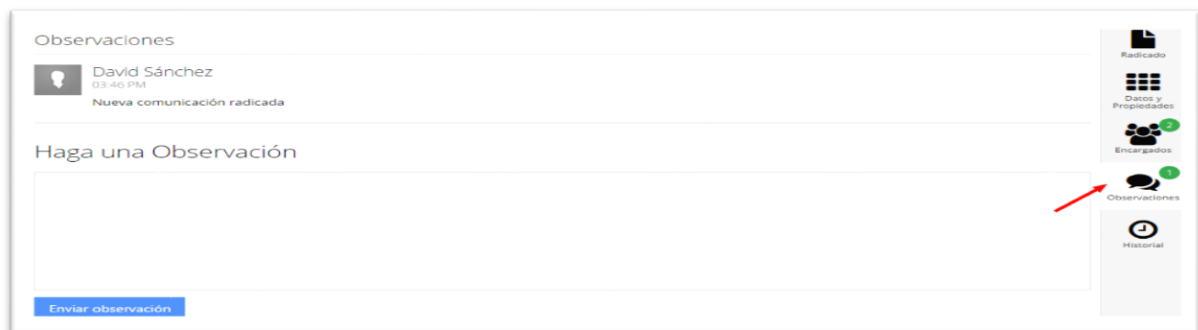 Observaciones
David Sánchez
03:46 PM
Nueva comunicación radicada
Haga una Observación
Enviar observación
Radicado
Datos y
Propiedades
2
Encargados
1
Observaciones
Historial